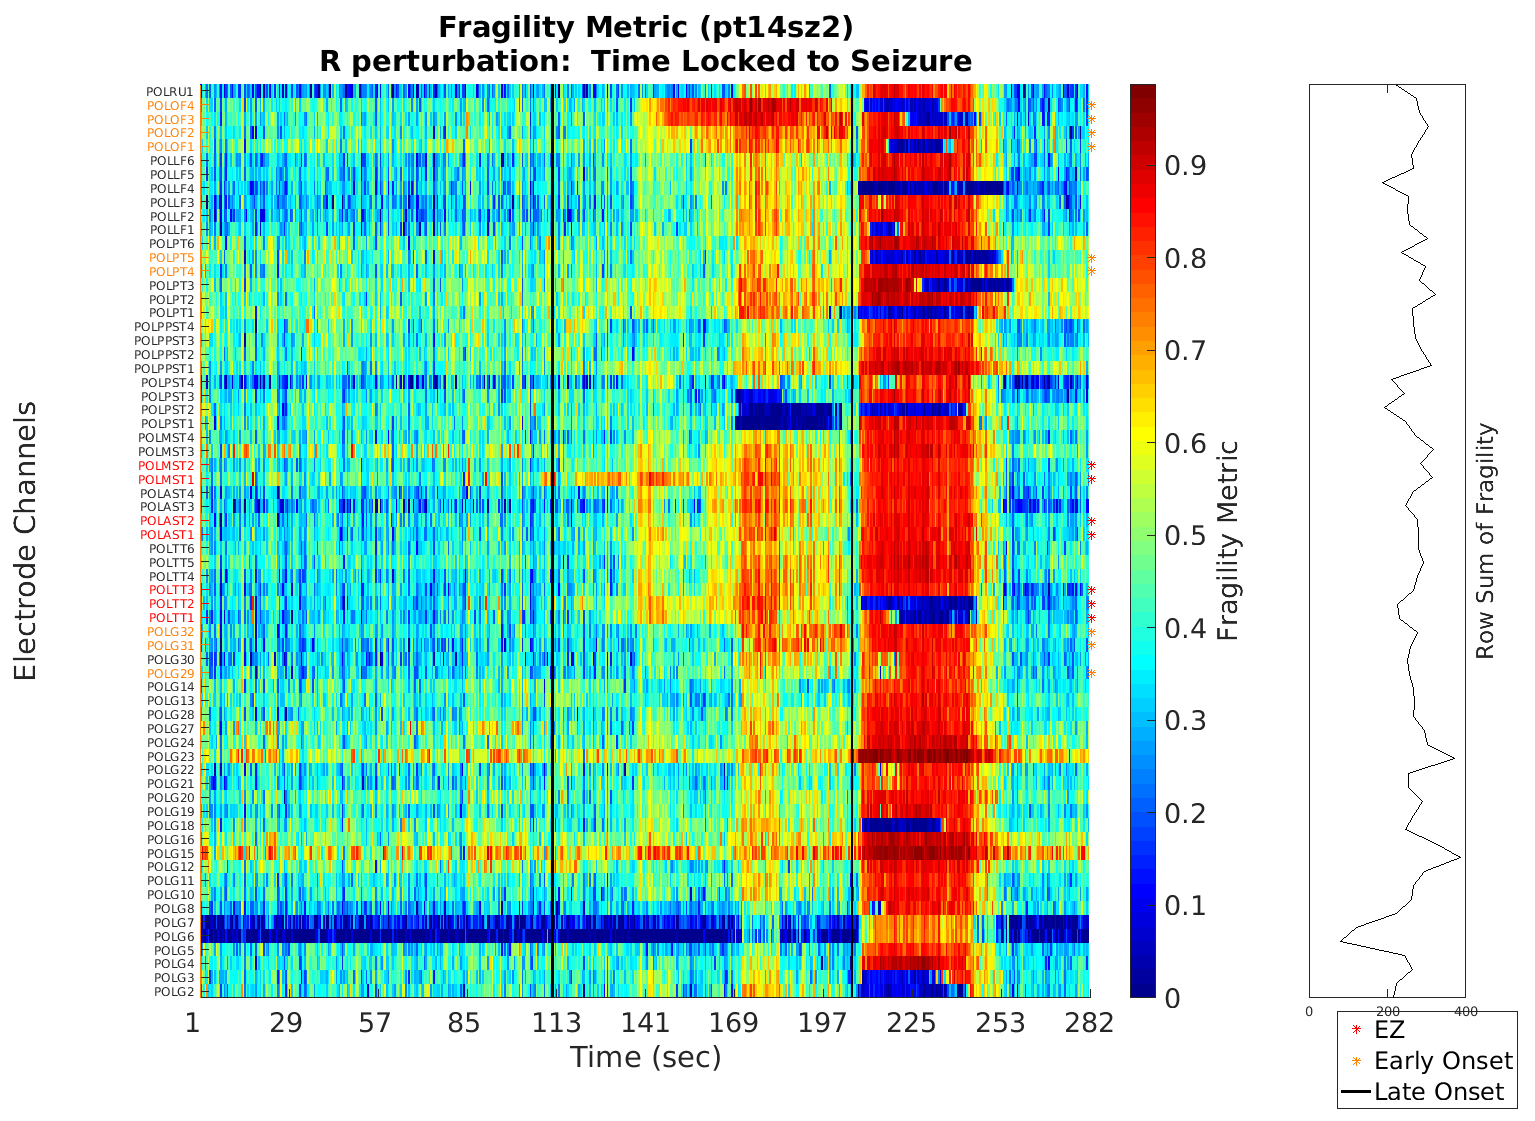 Fragility Metric (pt14sz2)
R perturbation: Time Locked to Seizure
Electrode Channels
POLRU1
POLOF4
POLOF3
POLOF2
POLOF1
POLLF6
POLLF5
POLLF4
POLLF3
POLLF2
POLLF1
POLPT6
POLPT5
POLPT4
POLPT3
POLPT2
POLPT1
POLPPST4
POLPPST3
POLPPST2
POLPPST1
POLPST4
POLPST3
POLPST2
POLPST1
POLMST4
POLMST3
POLMST2
POLMST1
POLAST4
POLAST3
POLAST2
POLAST1
POLTT6
POLTT5
POLTT4
POLTT3
POLTT2
POLTT1
POLG32
POLG31
POLG30
POLG29
POLG14
POLG13
POLG28
POLG27
POLG24
POLG23
POLG22
POLG21
POLG20
POLG19
POLG18
POLG16
POLG15
POLG12
POLG11
POLG10
POLG8
POLG7
POLG6
POLG5
POLG4
POLG3
POLG2
1 29 57 85 113 141 169 197 225 253 282
Time (sec)
0.9
0.8
0.7
0.6
0.5
0.4
0.3
0.2
0.1
0
Fragility Metric
0 200 400
Row Sum of Fragility
EZ
Early Onset
Late Onset